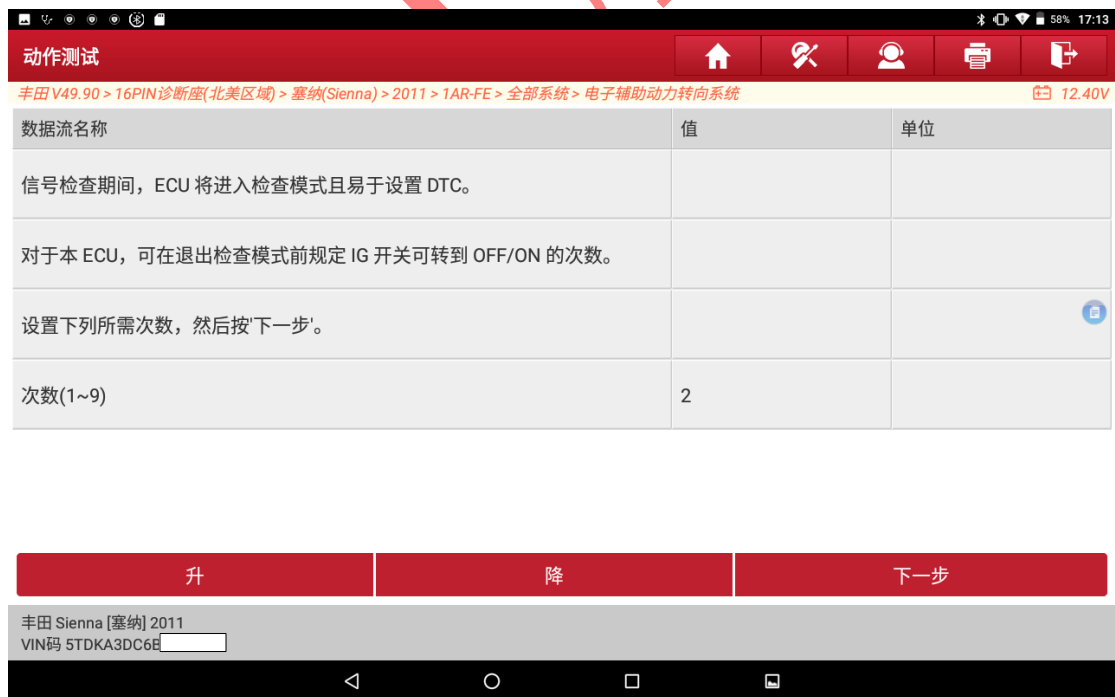 58% 17:13
动作测试
丰田 V49.90 > 16PIN诊断座(北美区域) > 塞纳(Sienna) > 2011 > 1AR-FE > 全部系统 > 电子辅助动力转向系统 12.40V
数据流名称 值 单位
信号检查期间，ECU 将进入检查模式且易于设置 DTC。
对于本 ECU，可在退出检查模式前规定 IG 开关可转到 OFF/ON 的次数。
设置下列所需次数，然后按'下一步'。
次数(1~9) 2
升 降 下一步
丰田 Sienna [塞纳] 2011
VIN码 5TDKA3DC6B